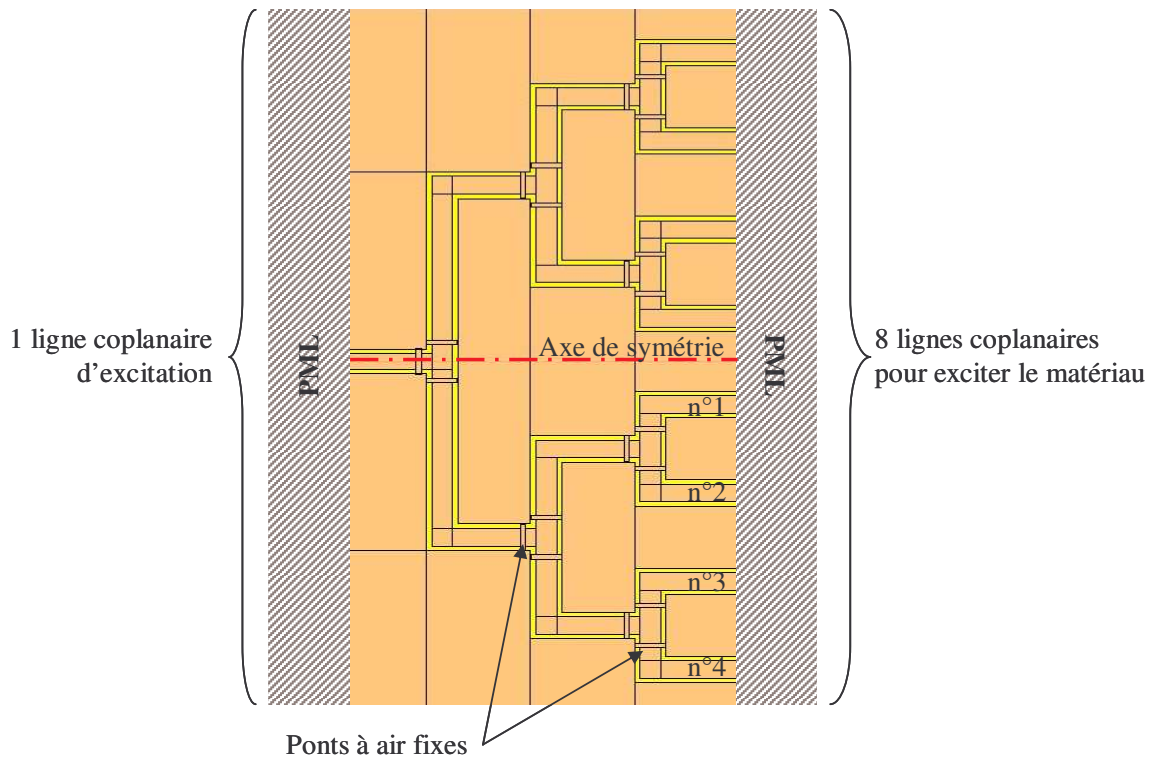 1 ligne coplanaire
d'excitation
PML
Axe de symétrie
PML
8 lignes coplanaires
pour exciter le matériau
n°1
n°2
n°3
n°4
Ponts à air fixes